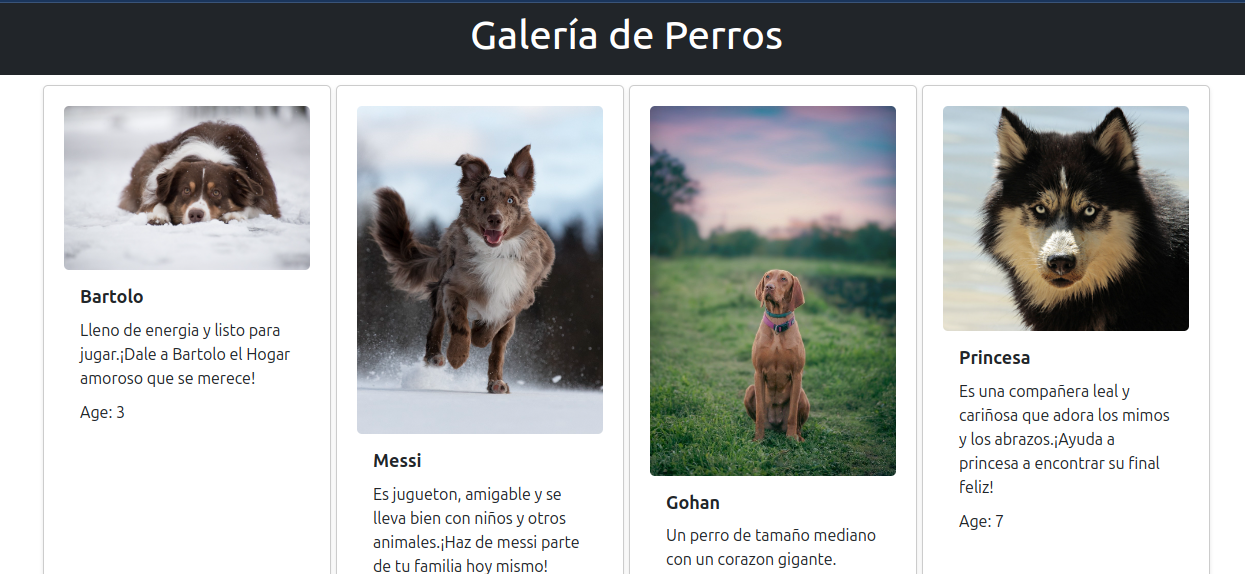 Galería de Perros
Bartolo
Lleno de energia y listo para
jugar.¡Dale a Bartolo el Hogar
amoroso que se merece!
Age: 3
Messi
Es jugueton, amigable y se
lleva bien con niños y otros
animales.¡Haz de messi parte
de tu familia hoy mismo!
Gohan
Un perro de tamaño mediano
con un corazon gigante.
Princesa
Es una compañera leal y
cariñosa que adora los mimos
y los abrazos.¡Ayuda a
princesa a encontrar su final
feliz!
Age: 7